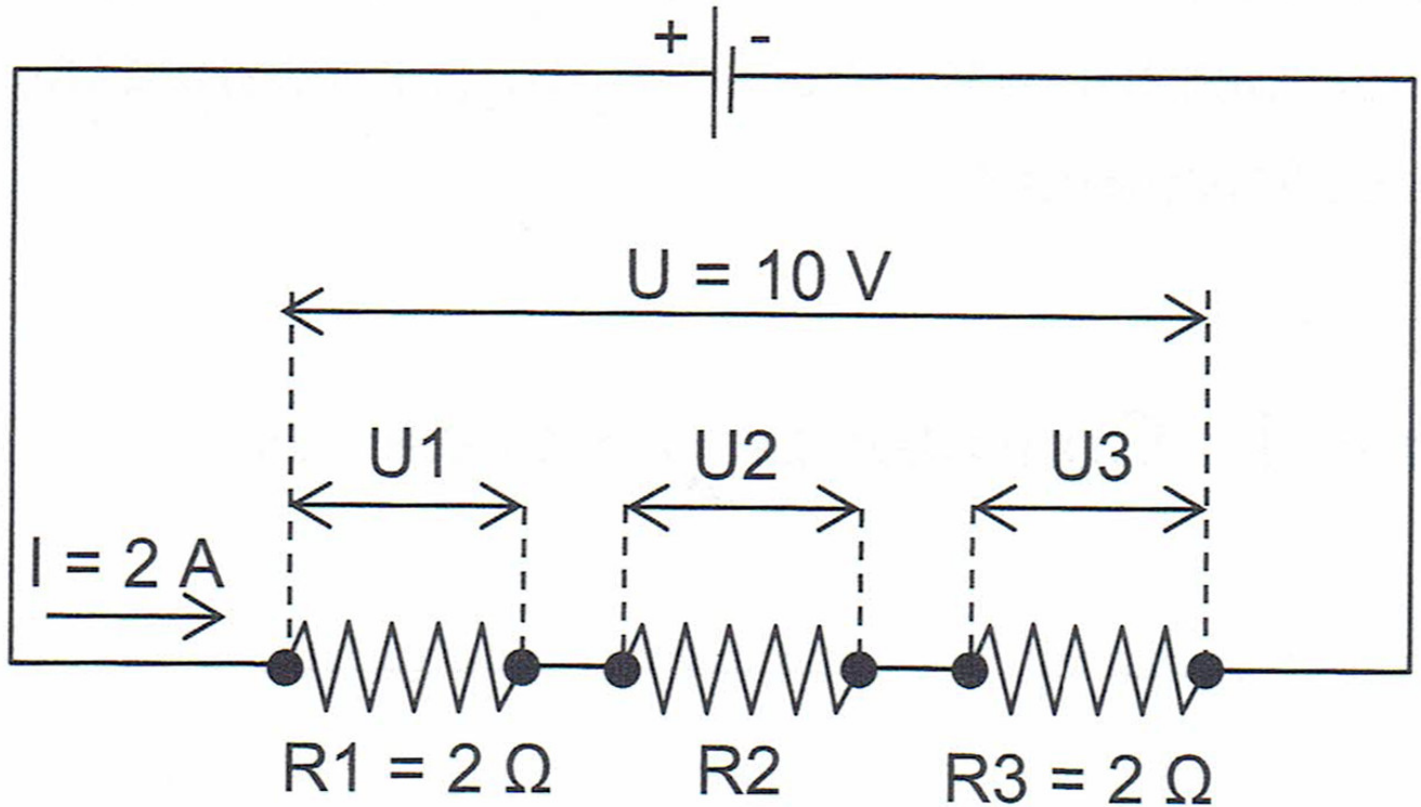 + -
U = 10 V
U1 U2 U3
I = 2 A
R1 = 2 Ω R2 R3 = 2 Ω